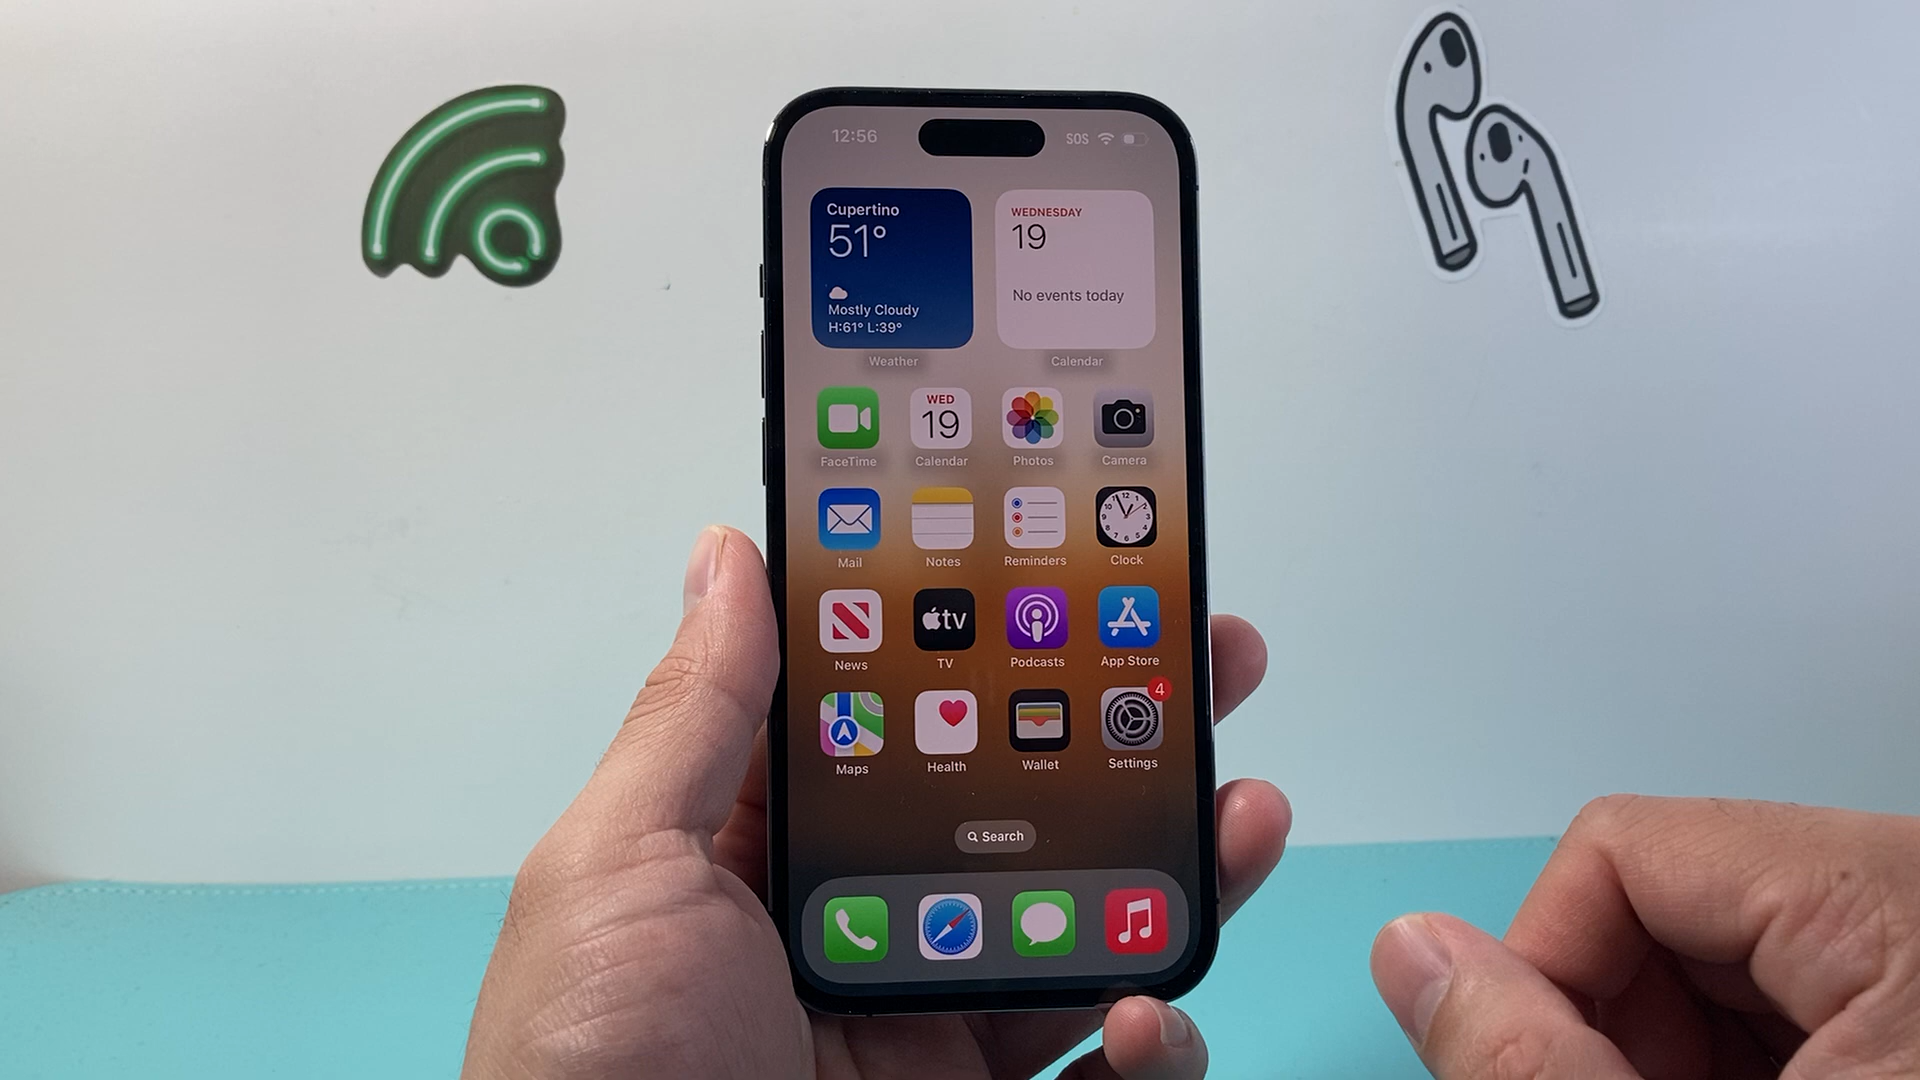 12:56
SOS
Cupertino
51°
Mostly Cloudy
H:61° L:39°
Weather
WEDNESDAY
19
No events today
Calendar
FaceTime
WED
19
Calendar
Photos
Camera
Mail
Notes
Reminders
Clock
News
tv
TV
Podcasts
App Store
Maps
Health
Wallet
4
Settings
Search